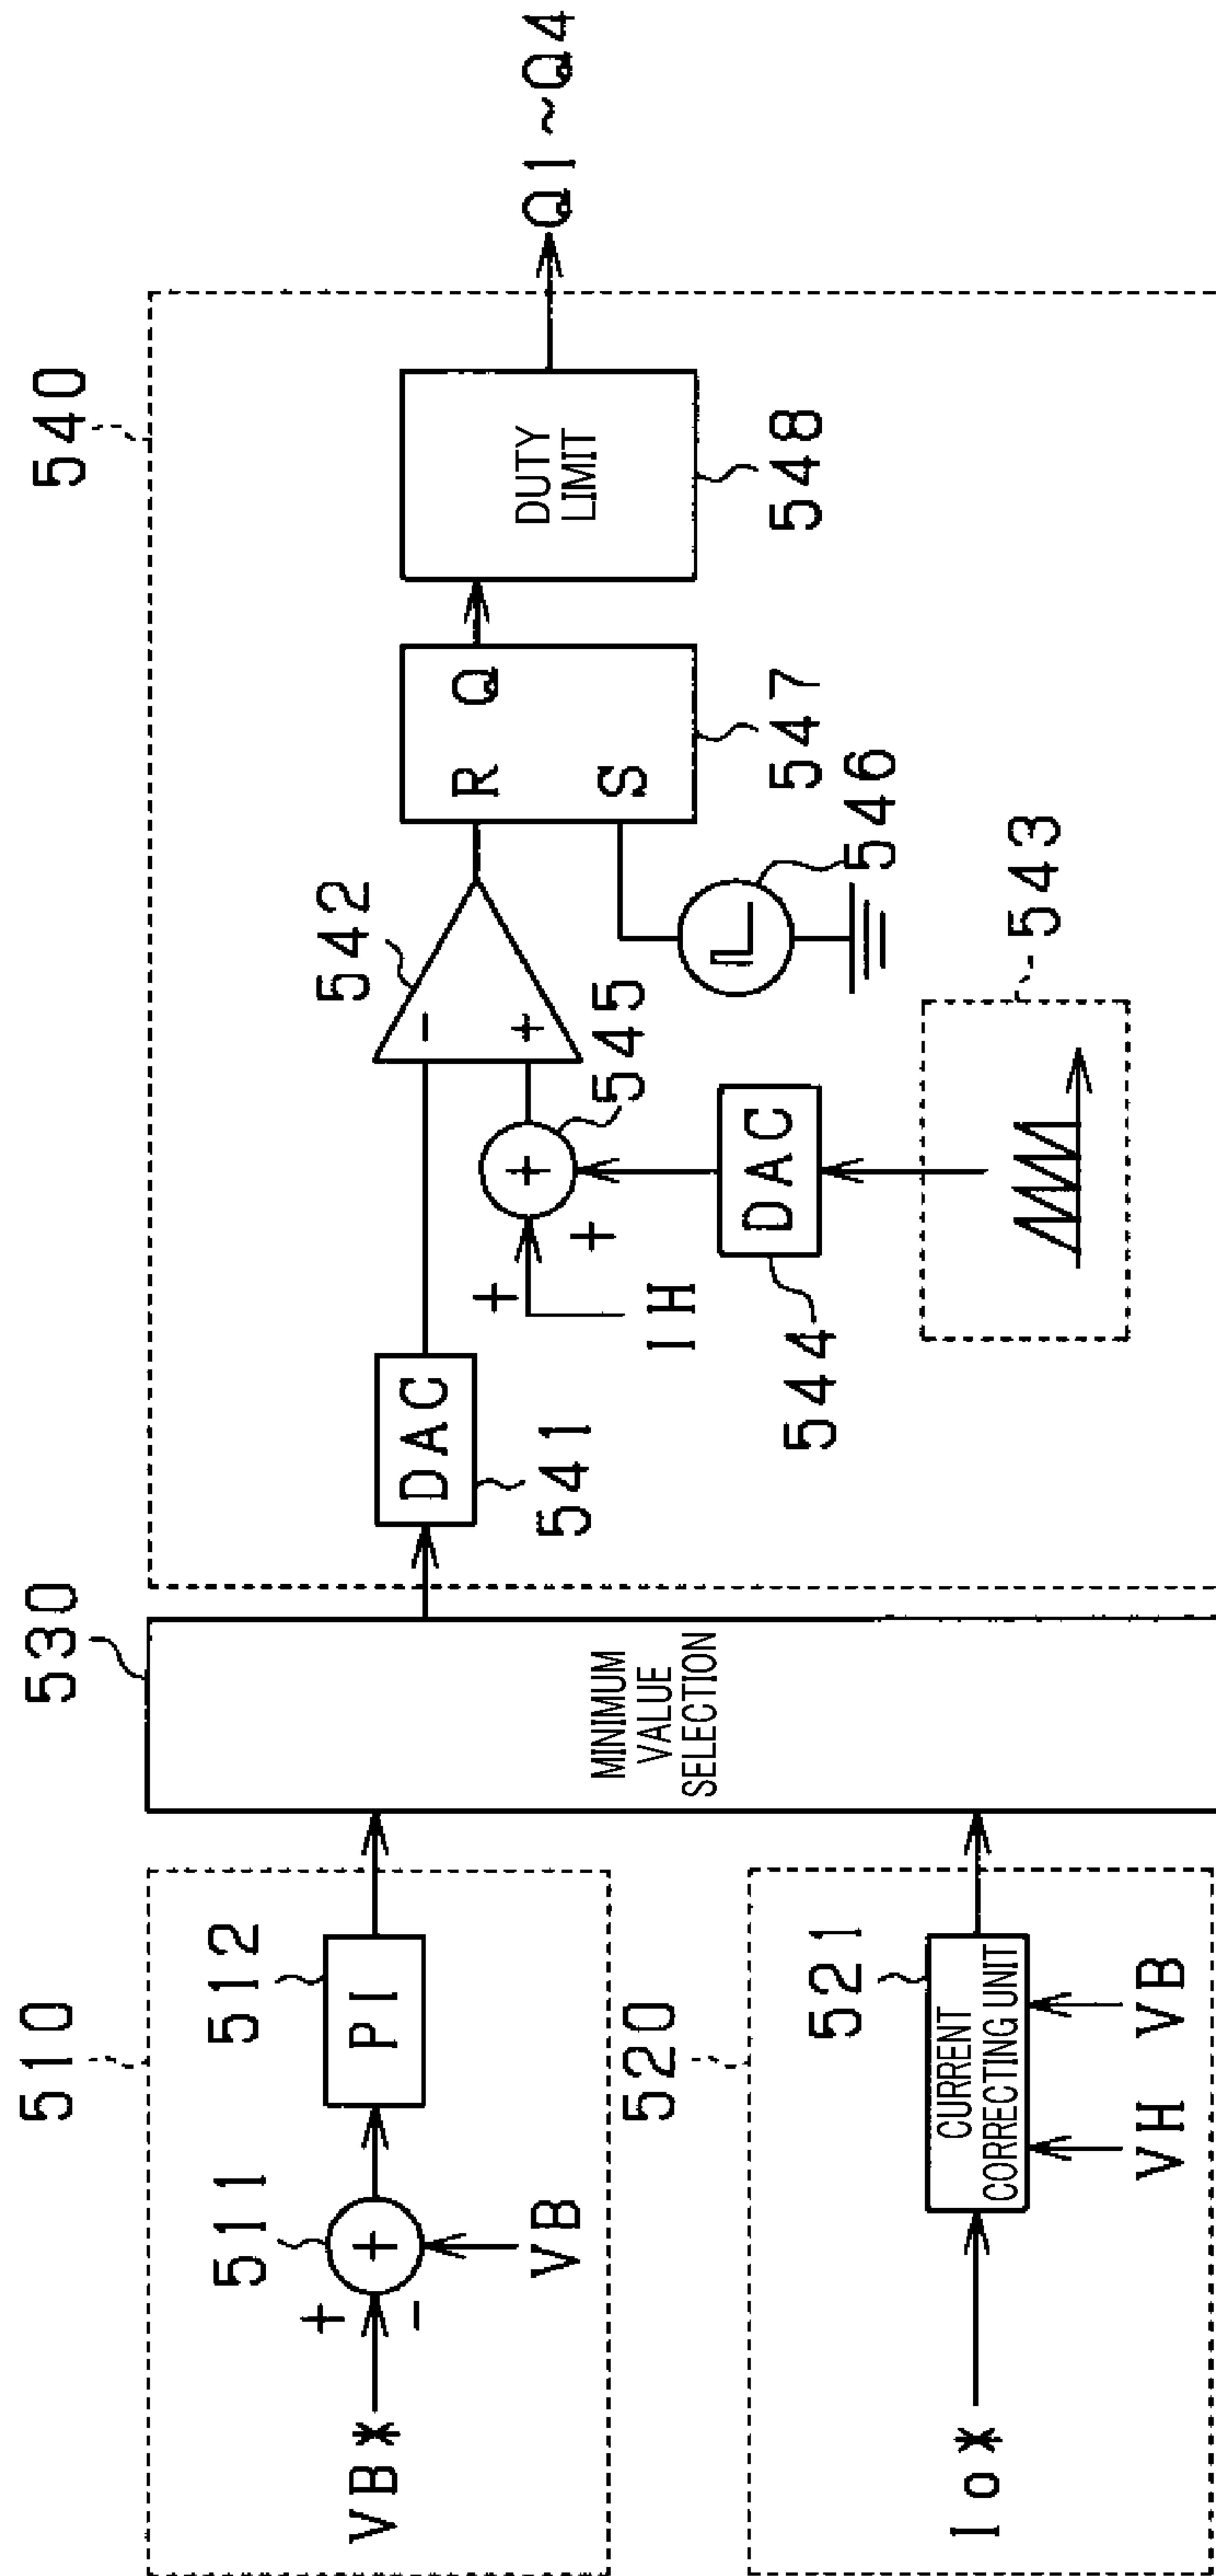 510
511
512
VB*
+
-
+
VB
PI
520
521
Io*
CURRENT
CORRECTING UNIT
VH
VB
530
MINIMUM
VALUE
SELECTION
540
DAC
541
542
-
+
IH
+
+
+
545
DAC
544
543
R Q
S
547
546
DUTY
LIMIT
548
Q1~Q4